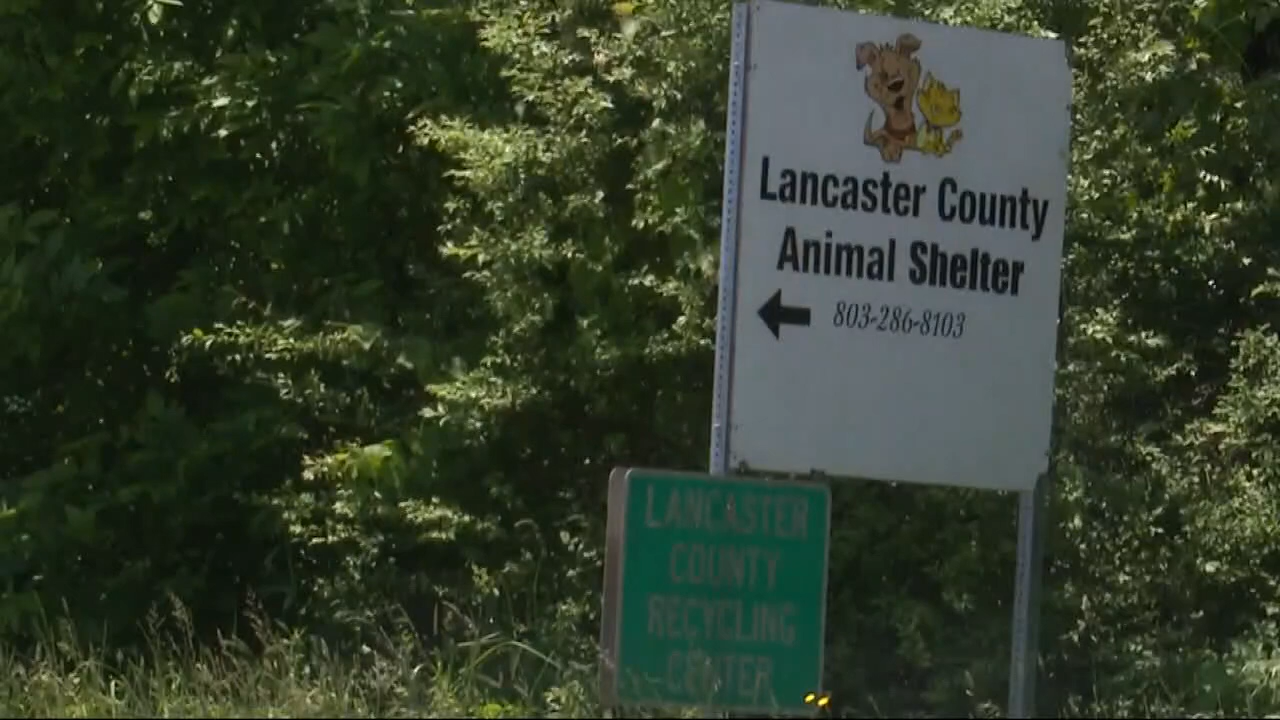 Lancaster County
Animal Shelter
803-286-8103
LANCASTER
COUNTY
RECYCLING
CENTER